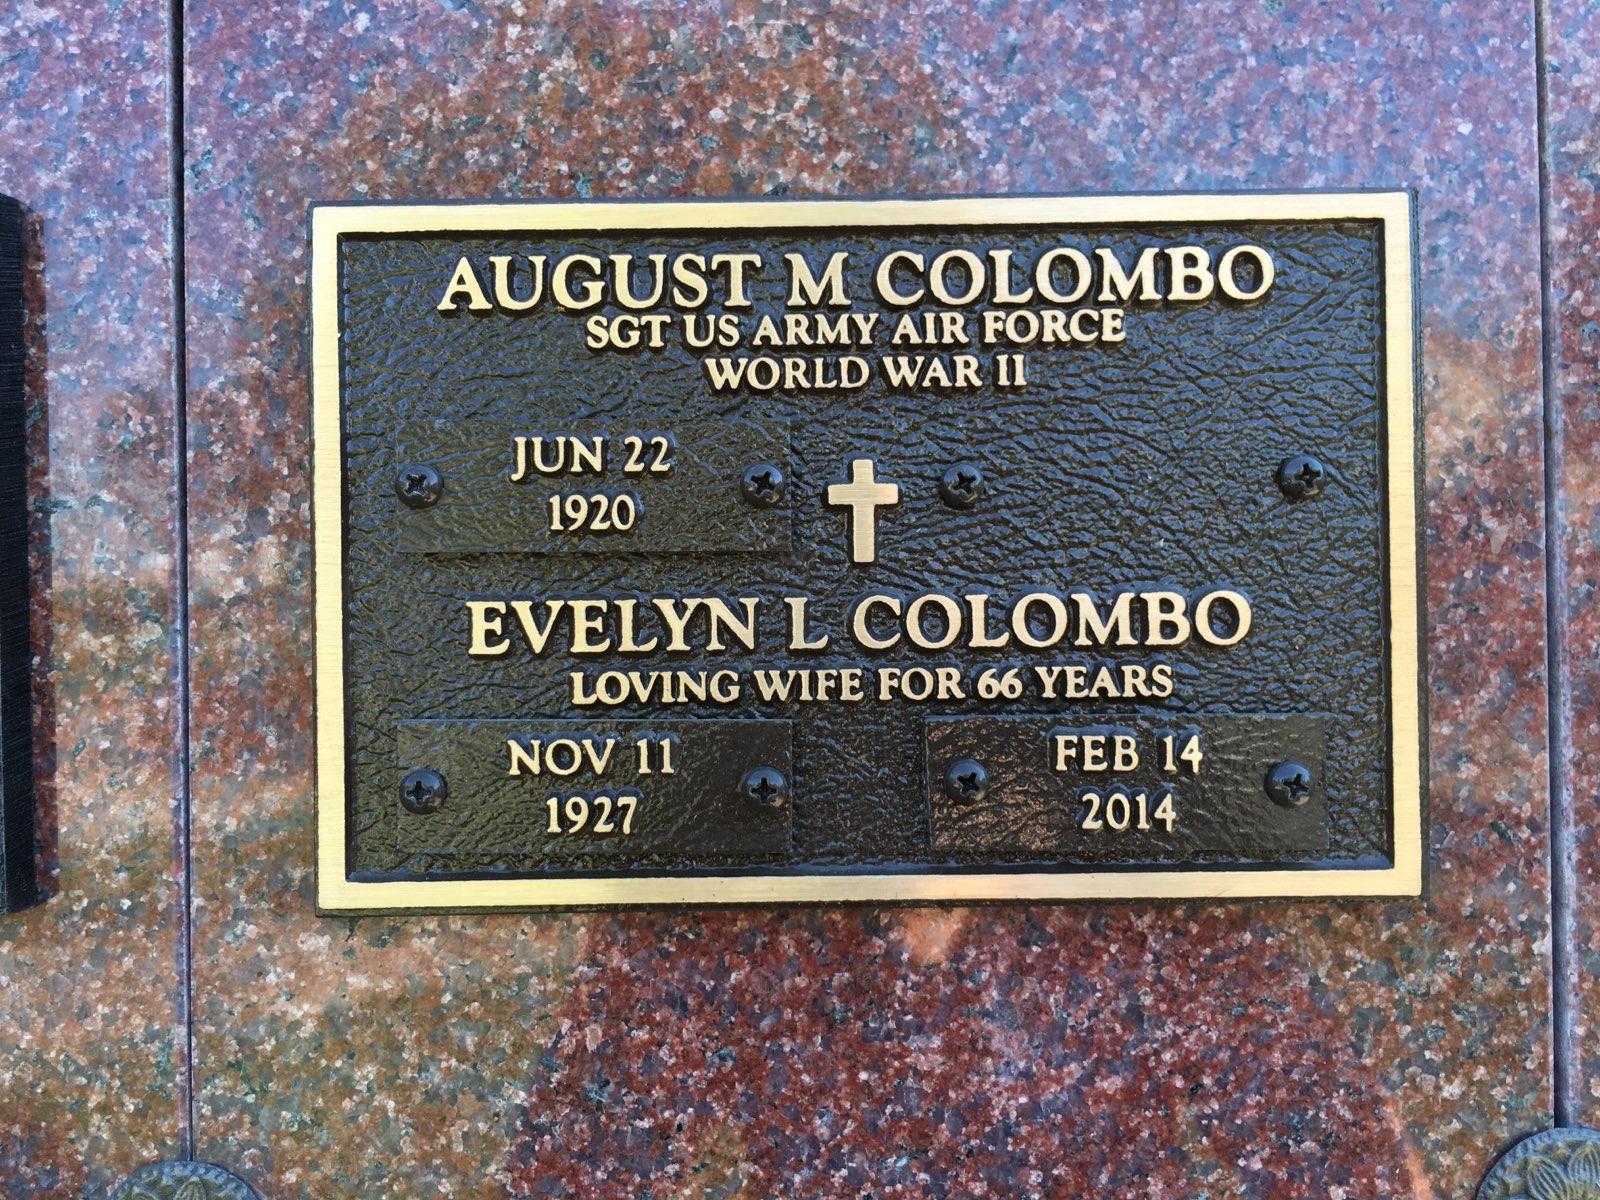 AUGUST M COLOMBO
SGT US ARMY AIR FORCE
WORLD WAR II
JUN 22
1920
EVELYN L COLOMBO
LOVING WIFE FOR 66 YEARS
NOV 11
1927
FEB 14
2014